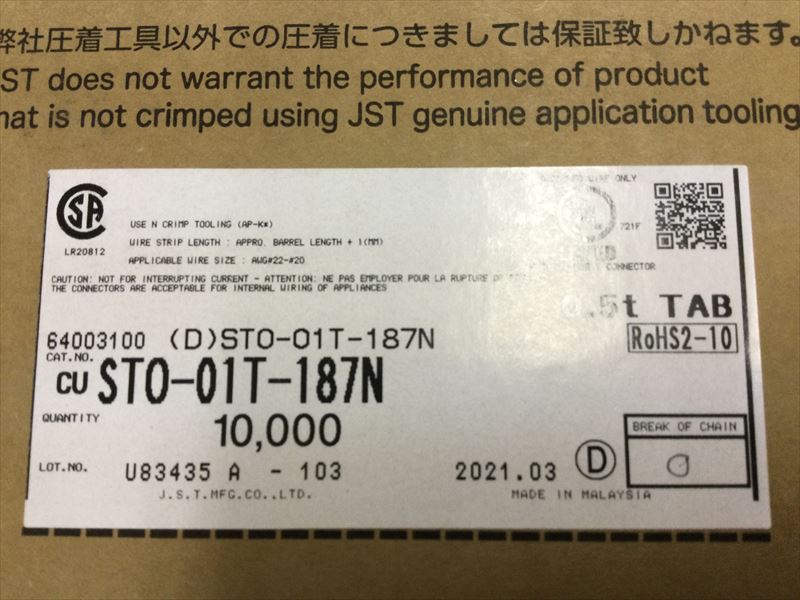 弊社圧着工具以外での圧着につきましては保証致しかねます。
ST does not warrant the performance of product
hat is not crimped using JST genuine application tooling
SA
LR20812
USE N CRIMP TOOLING (AP-K※)
WIRE STRIP LENGTH : APPRO. BARREL LENGTH + 1(MM)
APPLICABLE WIRE SIZE : AWG#22-#20
WIRE ONLY
721F
CONNECTOR
CAUTION: NOT FOR INTERRUPTING CURRENT - ATTENTION: NE PAS EMPLOYER POUR LA RUPTURE
THE CONNECTORS ARE ACCEPTABLE FOR INTERNAL WIRING OF APPLIANCES
.5t TAB
64003100 (D)STO-01T-187N
RoHS2-10
CAT.NO.
CU STO-01T-187N
QUANTITY
10,000
BREAK OF CHAIN
LOT.NO. U83435 A - 103 2021.03 D
J.S.T.MFG.CO.,LTD. MADE IN MALAYSIA